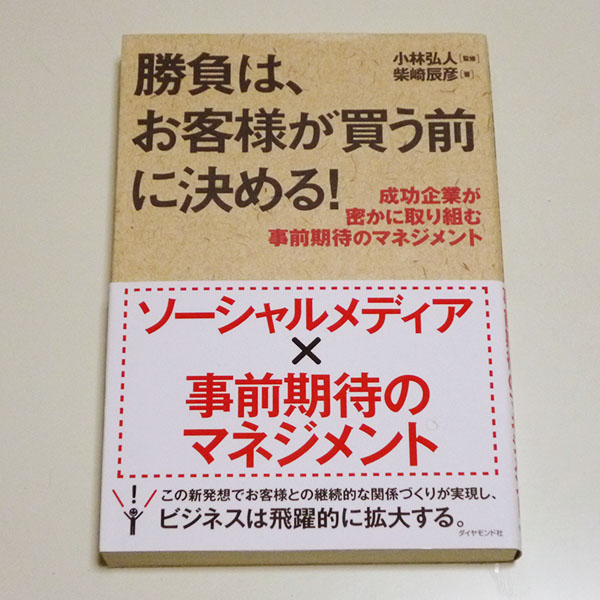 勝負は、
お客様が買う前
に決める!
小林弘人[監修]
柴崎辰彦[著]
成功企業が
密かに取り組む
事前期待のマネジメント
ソーシャルメディア
×
事前期待の
マネジメント
!
この新発想でお客様との継続的な関係づくりが実現し、
ビジネスは飛躍的に拡大する。
ダイヤモンド社